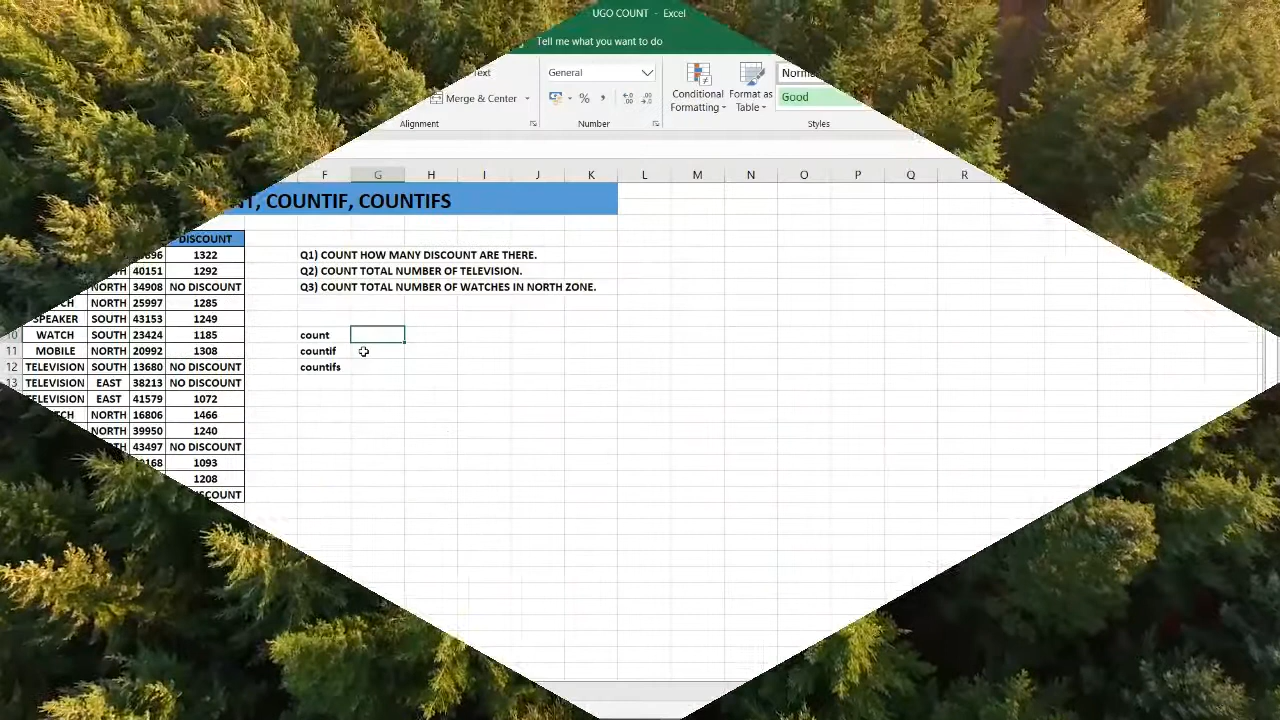 UGO COUNT - Excel
Tell me what you want to do
Text
General
Merge & Center
%
,
Conditional Formatting
Format as Table
Good
Alignment
Number
Styles
F G H I J K L M N O P Q R
, COUNTIF, COUNTIFS
DISCOUNT
1322
40151 1292
NORTH 34908 NO DISCOUNT
NORTH 25997 1285
SPEAKER SOUTH 43153 1249
10 WATCH SOUTH 23424 1185
11 MOBILE NORTH 20992 1308
12 TELEVISION SOUTH 13680 NO DISCOUNT
13 TELEVISION EAST 38213 NO DISCOUNT
TELEVISION EAST 41579 1072
NORTH 16806 1466
NORTH 39950 1240
43497 NO DISCOUNT
1093
1208
Q1) COUNT HOW MANY DISCOUNT ARE THERE.
Q2) COUNT TOTAL NUMBER OF TELEVISION.
Q3) COUNT TOTAL NUMBER OF WATCHES IN NORTH ZONE.
count
countif
countifs